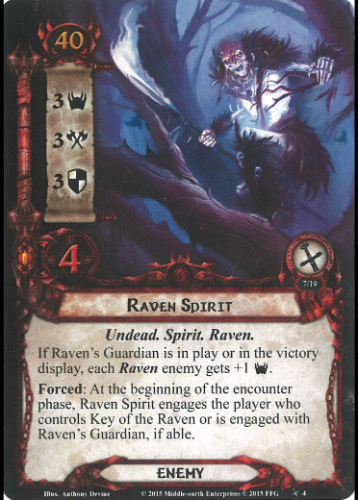 40
3
3
3
4
7/19
Raven Spirit
Undead. Spirit. Raven.
If Raven's Guardian is in play or in the victory
display, each Raven enemy gets +1
Forced: At the beginning of the encounter
phase, Raven Spirit engages the player who
controls Key of the Raven or is engaged with
Raven's Guardian, if able.
ENEMY
Illus. Anthony Devine © 2015 Middle-earth Enterprises © 2015 FFG 4